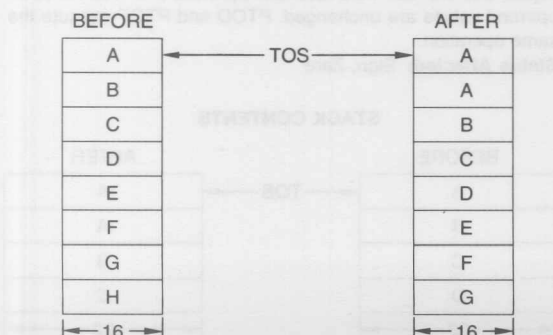 BEFORE AFTER
A TOS A
B A
C B
D C
E D
F E
G F
H G
16 16